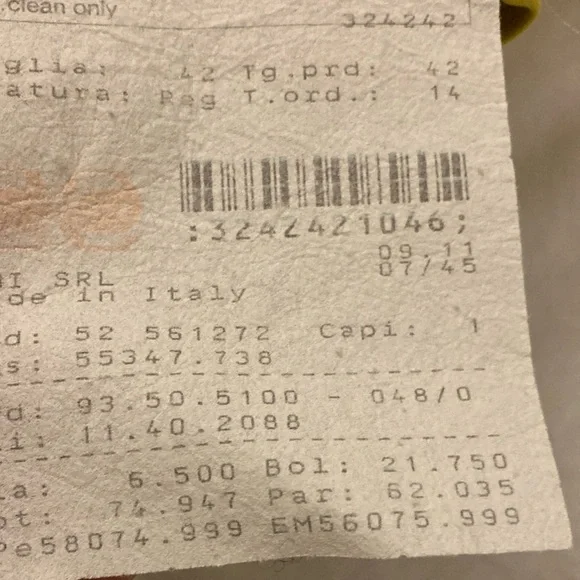 .clean only
324242
glia: 42 Tg.prd: 42
atura: Reg T.ord.: 14
:3242421046;
09.11
07/45
I SRL
de in Italy
d: 52 561272 Capi: 1
s: 55347.738
d: 93.50.5100 - 048/0
i: 11.40.2088
a: 6.500 Bol: 21.750
ot: 74.947 Par: 62.035
e58074.999 EM56075.999